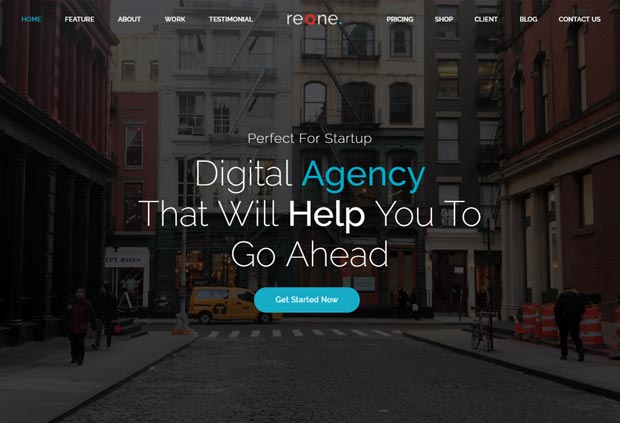 HOME FEATURE ABOUT WORK TESTIMONIAL reone. PRICING SHOP CLIENT BLOG CONTACT US
Perfect For Startup
Digital Agency
That Will Help You To
Go Ahead
Get Started Now